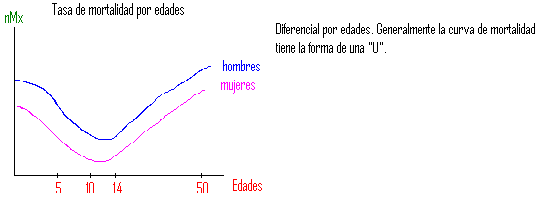 Tasa de mortalidad por edades
nMx
hombres
mujeres
5 10 14 50 Edades
Diferencial por edades. Generalmente la curva de mortalidad
tiene la forma de una "U".